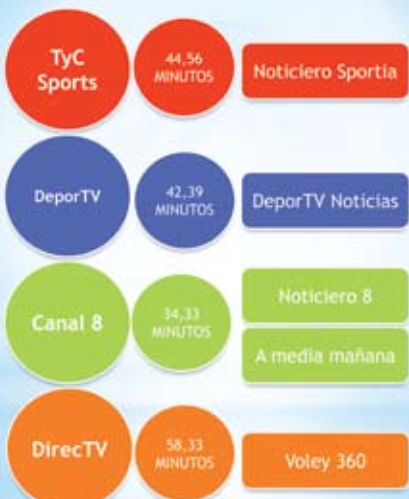 TyC
Sports
44,56
MINUTOS
Noticiero Sportia
DeporTV
42,39
MINUTOS
DeporTV Noticias
Canal 8
34,33
MINUTOS
Noticiero 8
A media mañana
DirecTV
58,33
MINUTOS
Voley 360